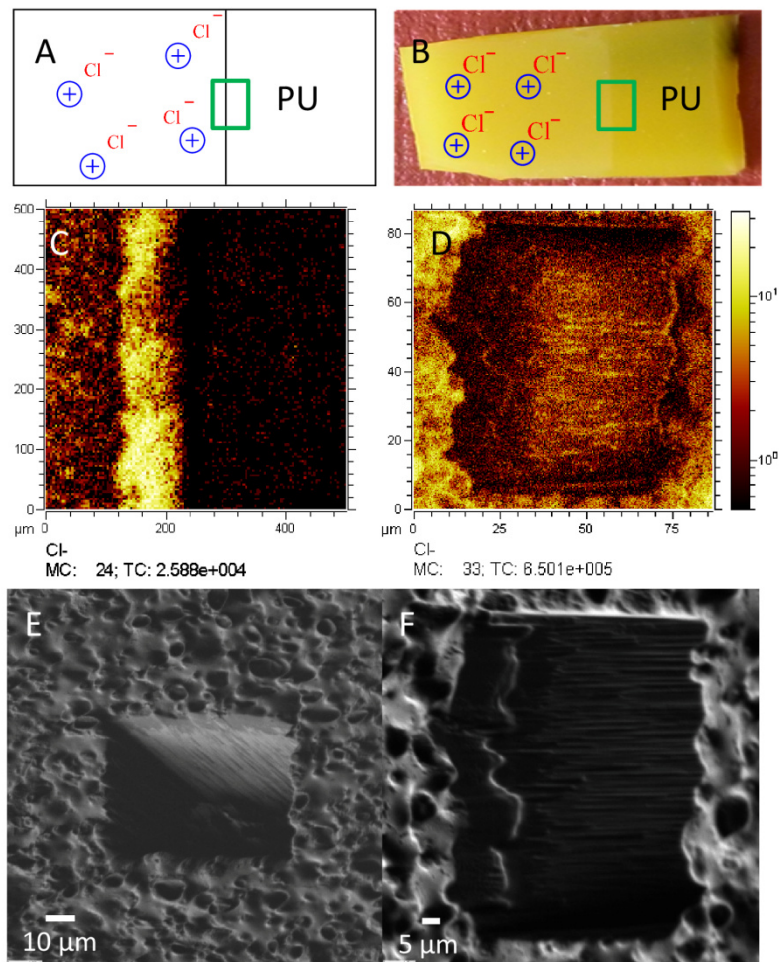 A
Cl⁻
Cl⁻
Cl⁻
Cl⁻
+
+
+
+
PU
B
Cl⁻
Cl⁻
Cl⁻
Cl⁻
+
+
+
+
PU
C
500
400
300
200
100
0
µm
0
200
400
Cl-
MC: 24; TC: 2.588e+004
D
80
60
40
20
0
µm
0
25
50
75
10¹
10⁰
Cl-
MC: 33; TC: 6.501e+005
E
10 µm
F
5 µm